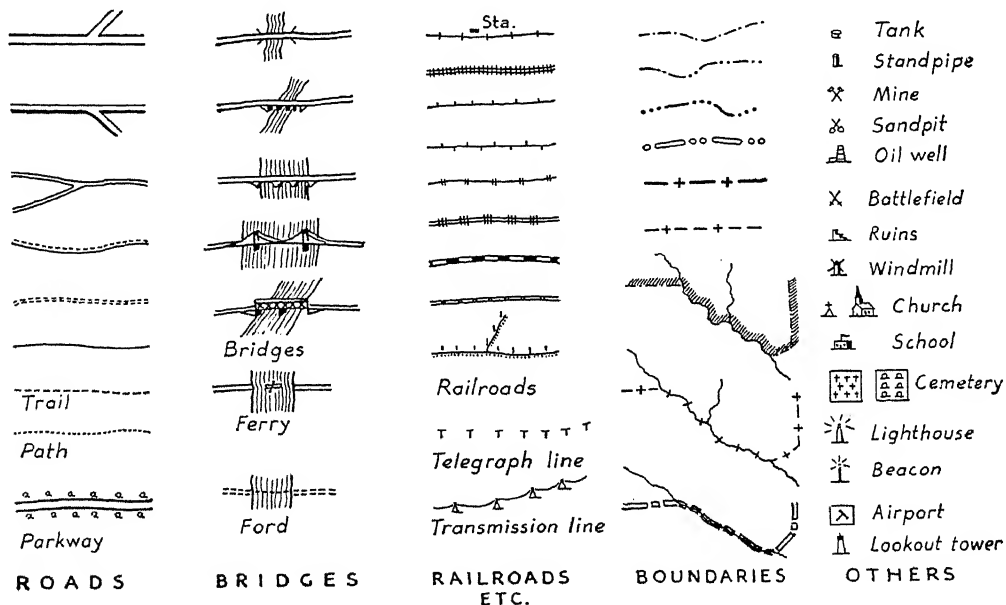 Trail
Path
Parkway
ROADS
Bridges
Ferry
Ford
BRIDGES
Sta.
Railroads
Telegraph line
Transmission line
RAILROADS
ETC.
BOUNDARIES
Tank
Standpipe
Mine
Sandpit
Oil well
Battlefield
Ruins
Windmill
Church
School
Cemetery
Lighthouse
Beacon
Airport
Lookout tower
OTHERS